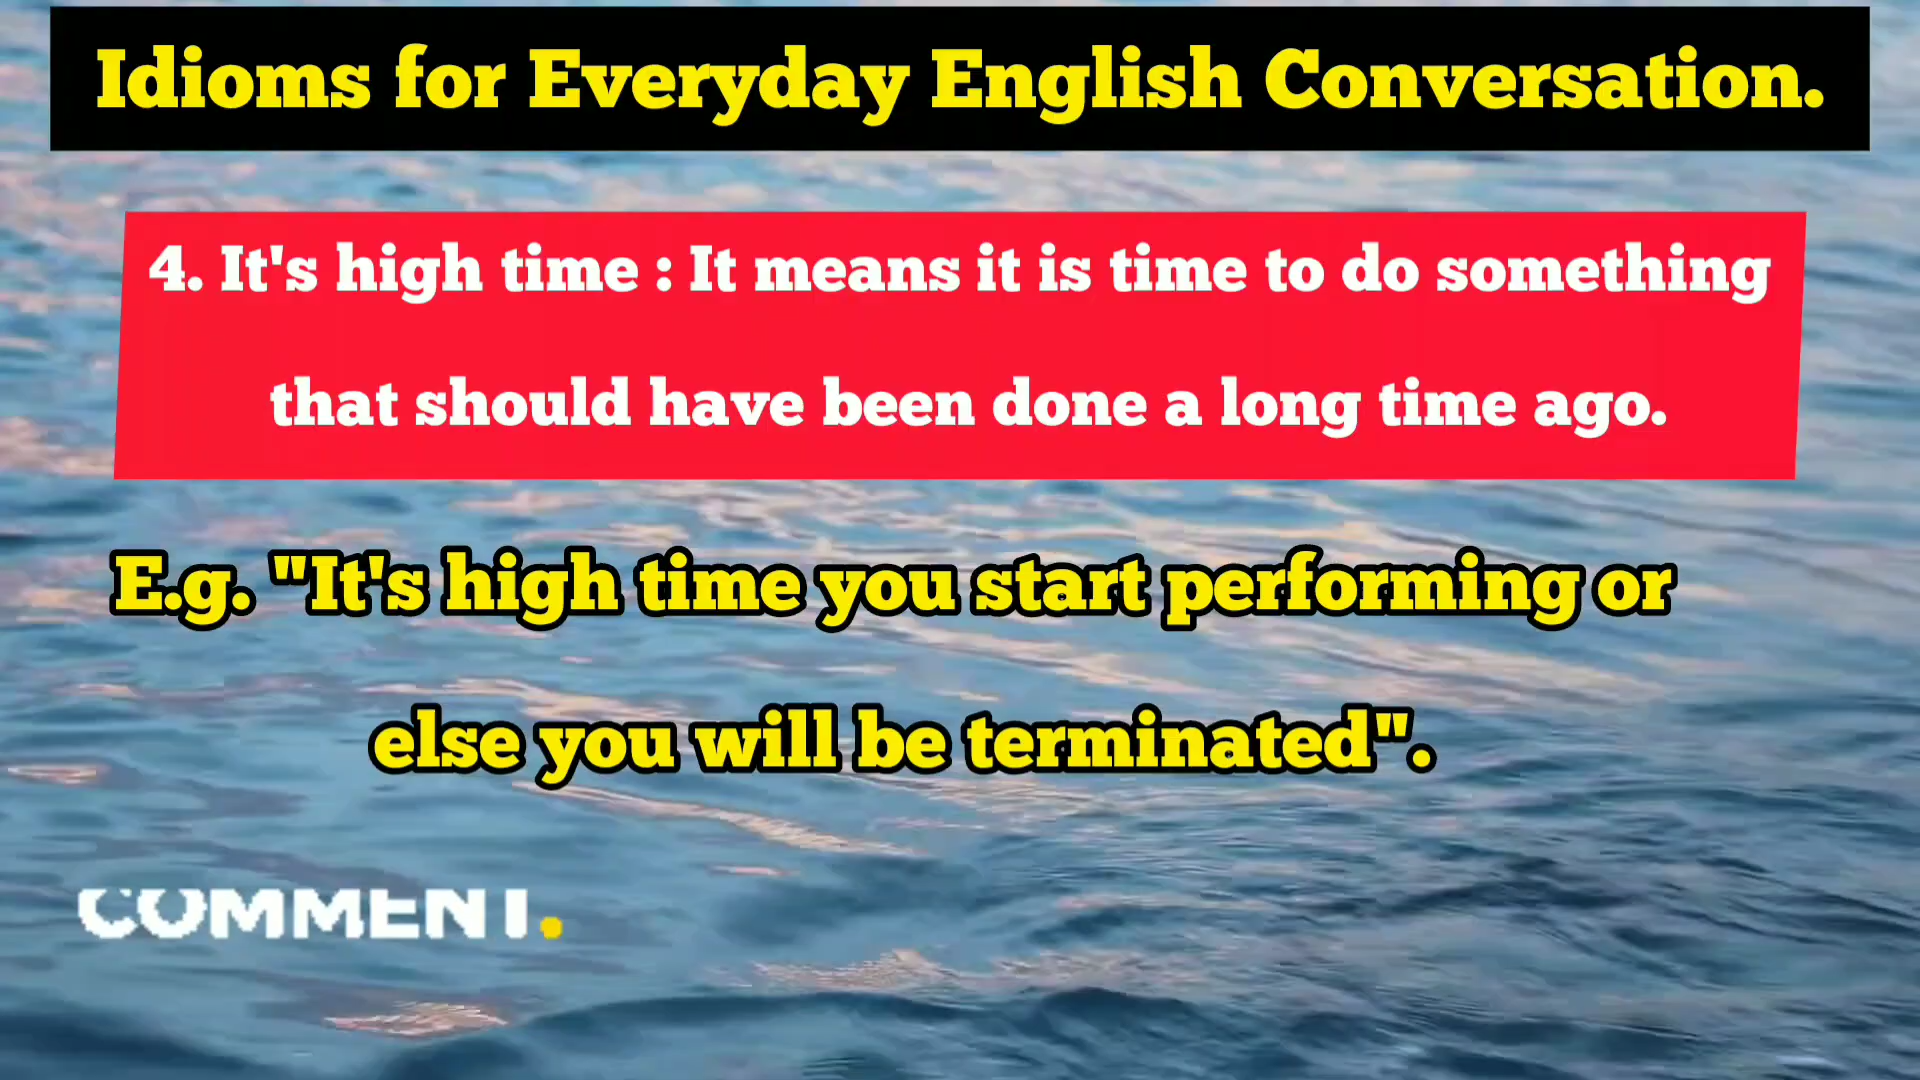 Idioms for Everyday English Conversation.
4. It's high time : It means it is time to do something
that should have been done a long time ago.
E.g. "It's high time you start performing or
else you will be terminated".
COMMENT.